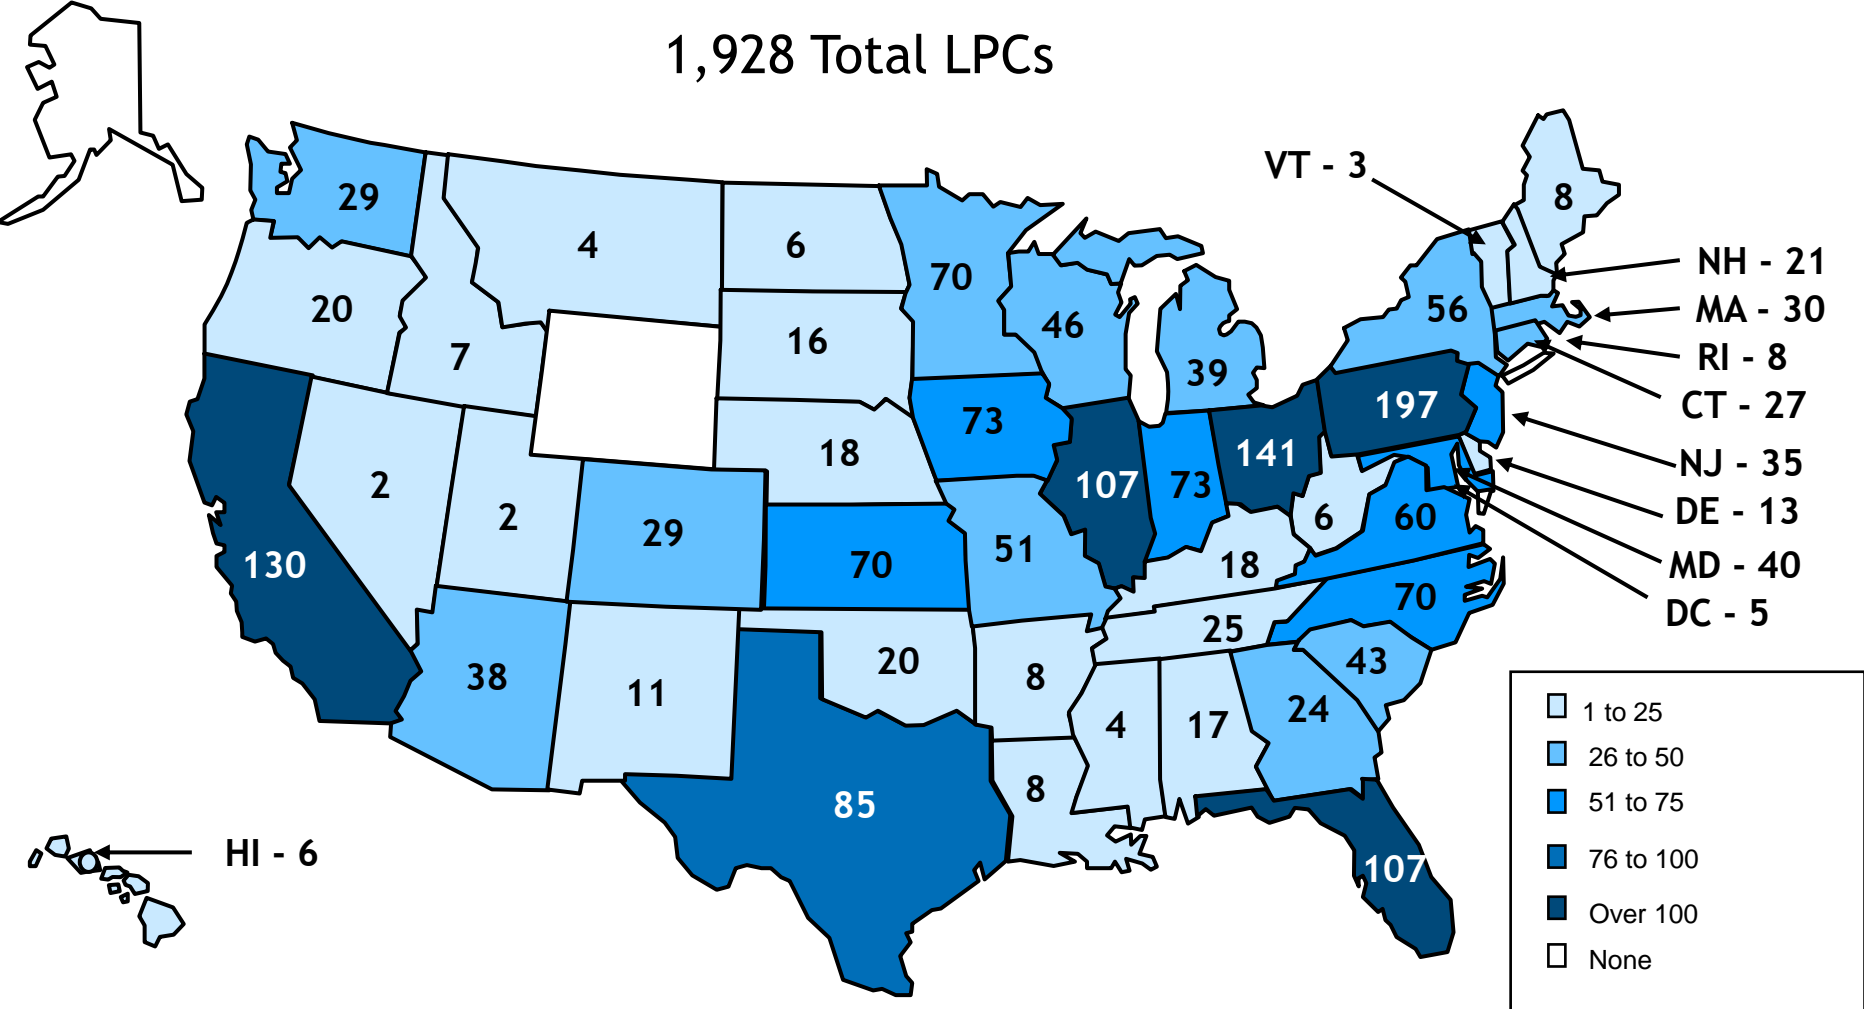 1,928 Total LPCs
VT - 3
8
29
4
6
70
NH - 21
20
7
16
46
39
56
MA - 30
RI - 8
CT - 27
73
197
NJ - 35
2
2
18
107
73
141
DE - 13
130
29
70
51
18
6
60
MD - 40
DC - 5
38
11
20
8
25
70
43
85
8
4
17
24
107
HI - 6
1 to 25
26 to 50
51 to 75
76 to 100
Over 100
None